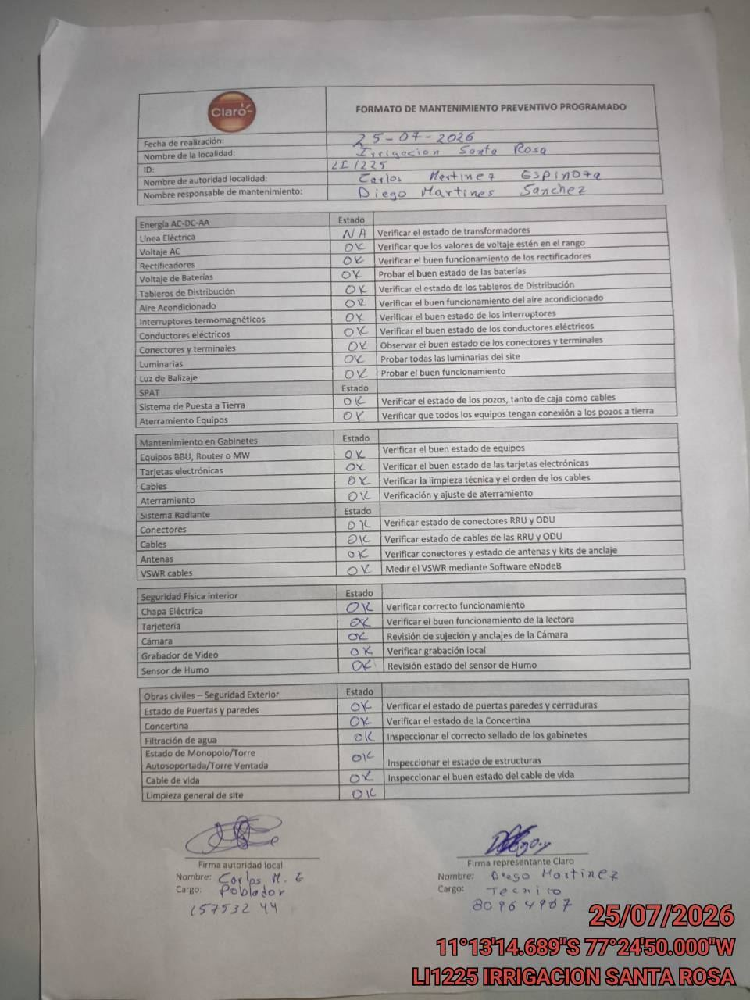 Claro
FORMATO DE MANTENIMIENTO PREVENTIVO PROGRAMADO
Fecha de realización: 25-07-2026
Nombre de la localidad: Irrigacion Santa Rosa
ID: LI1225
Nombre de autoridad localidad: Carlos Martinez Espinoza
Nombre responsable de mantenimiento: Diego Martines Sanchez
Energía AC-DC-AA Estado
Línea Eléctrica NA Verificar el estado de transformadores
Voltaje AC OK Verificar que los valores de voltaje estén en el rango
Rectificadores OK Verificar el buen funcionamiento de los rectificadores
Voltaje de Baterías OK Probar el buen estado de las baterías
Tableros de Distribución OK Verificar el estado de los tableros de Distribución
Aire Acondicionado OK Verificar el buen funcionamiento del aire acondicionado
Interruptores termomagnéticos OK Verificar el buen estado de los interruptores
Conductores eléctricos OK Verificar el buen estado de los conductores eléctricos
Conectores y terminales OK Observar el buen estado de los conectores y terminales
Luminarias OK Probar todas las luminarias del site
Luz de Balizaje OK Probar el buen funcionamiento
SPAT Estado
Sistema de Puesta a Tierra OK Verificar el estado de los pozos, tanto de caja como cables
Aterramiento Equipos OK Verificar que todos los equipos tengan conexión a los pozos a tierra
Mantenimiento en Gabinetes Estado
Equipos BBU, Router o MW OK Verificar el buen estado de equipos
Tarjetas electrónicas OK Verificar el buen estado de las tarjetas electrónicas
Cables OK Verificar la limpieza técnica y el orden de los cables
Aterramiento OK Verificación y ajuste de aterramiento
Sistema Radiante Estado
Conectores OK Verificar estado de conectores RRU y ODU
Cables OK Verificar estado de cables de las RRU y ODU
Antenas OK Verificar conectores y estado de antenas y kits de anclaje
VSWR cables OK Medir el VSWR mediante Software eNodeB
Seguridad Física interior Estado
Chapa Eléctrica OK Verificar correcto funcionamiento
Tarjetería OK Verificar el buen funcionamiento de la lectora
Cámara OK Revisión de sujeción y anclajes de la Cámara
Grabador de Video OK Verificar grabación local
Sensor de Humo OK Revisión estado del sensor de Humo
Obras civiles – Seguridad Exterior Estado
Estado de Puertas y paredes OK Verificar el estado de puertas paredes y cerraduras
Concertina OK Verificar el estado de la Concertina
Filtración de agua OK Inspeccionar el correcto sellado de los gabinetes
Estado de Monopolo/Torre
Autosoportada/Torre Ventada OK Inspeccionar el estado de estructuras
Cable de vida OK Inspeccionar el buen estado del cable de vida
Limpieza general de site OK
Firma autoridad local Firma representante Claro
Nombre: Carlos M. E Nombre: Diego Martinez
Cargo: Poblador Cargo: Tecnico
15753244 80964907
25/07/2026
11°13'14.689"S 77°24'50.000"W
LI1225 IRRIGACION SANTA ROSA